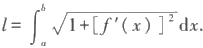 l = ∫_a^b √(1+[f′(x)]²) dx.